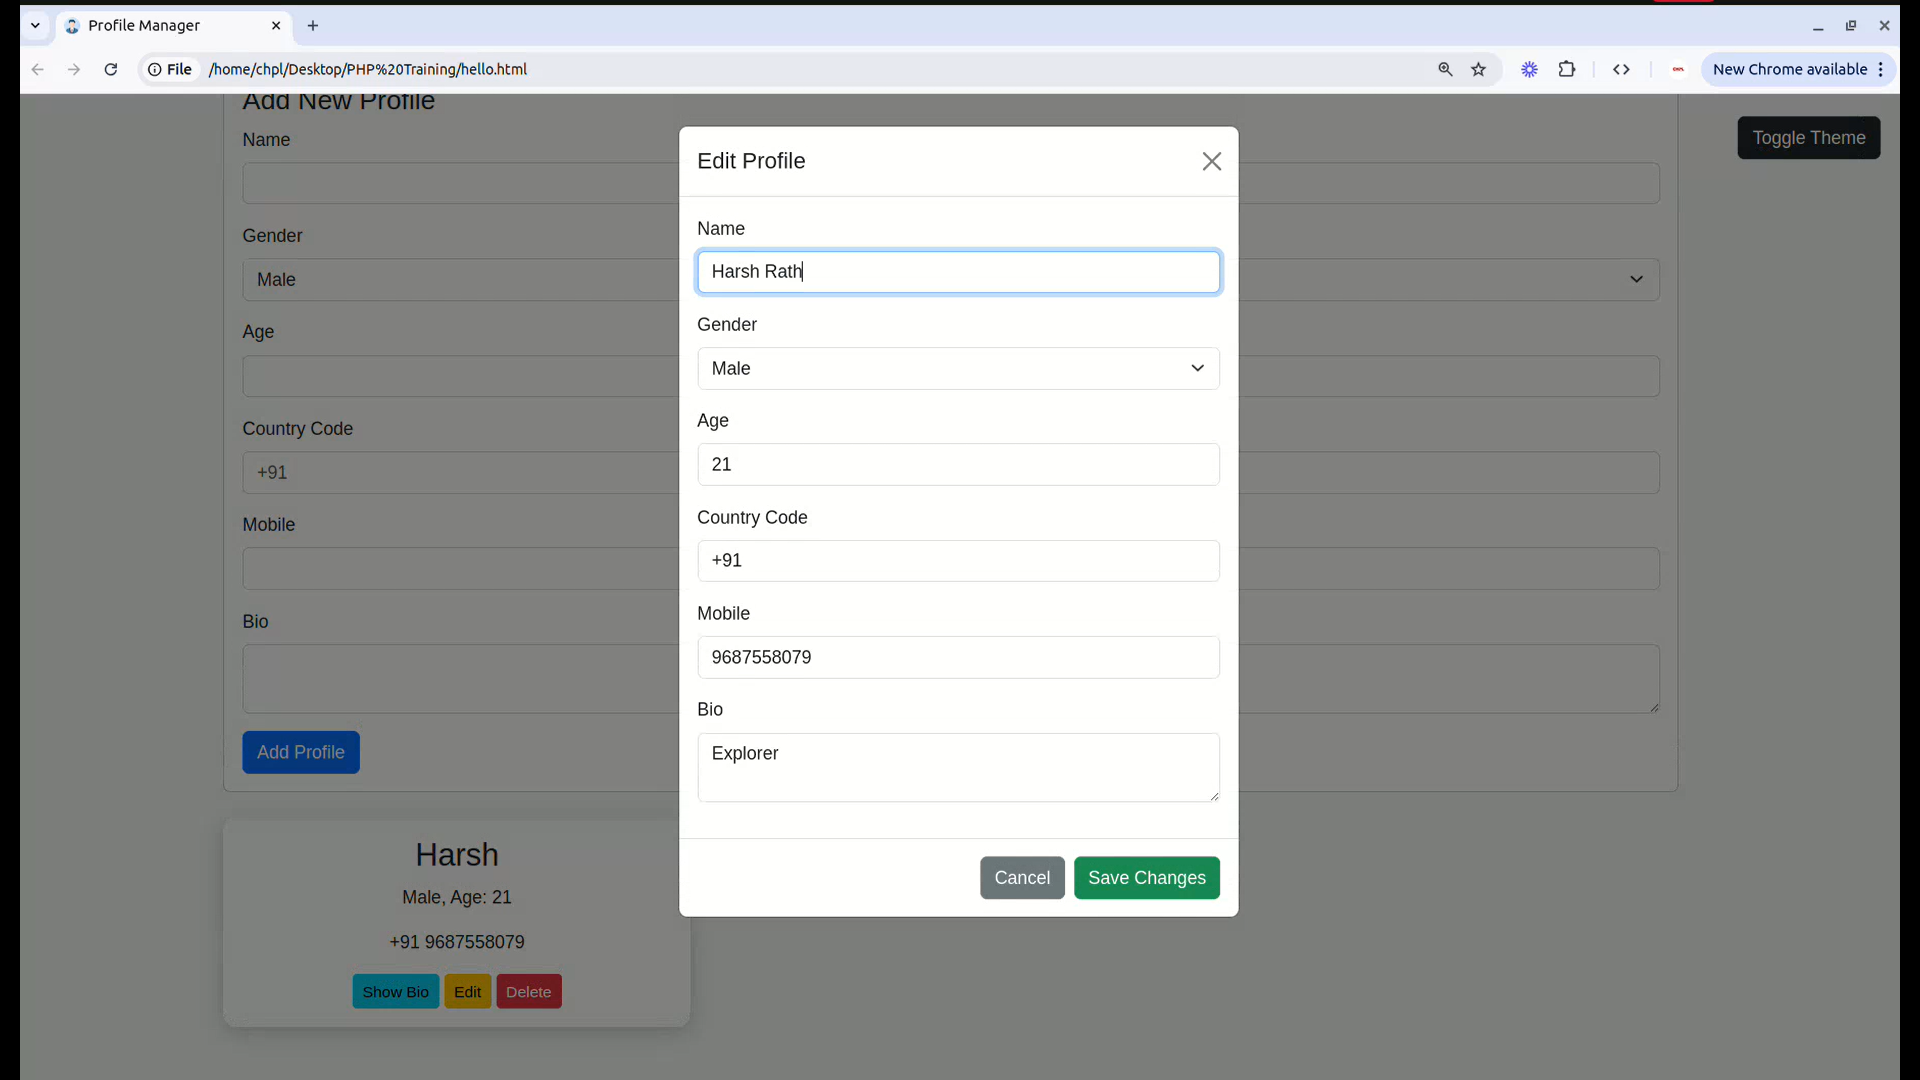 Profile Manager
File /home/chpl/Desktop/PHP%20Training/hello.html
New Chrome available
Add New Profile
Toggle Theme
Name
Gender
Male
Age
Country Code
+91
Mobile
Bio
Add Profile
Harsh
Male, Age: 21
+91 9687558079
Show Bio Edit Delete
Edit Profile
Name
Harsh Rath
Gender
Male
Age
21
Country Code
+91
Mobile
9687558079
Bio
Explorer
Cancel Save Changes